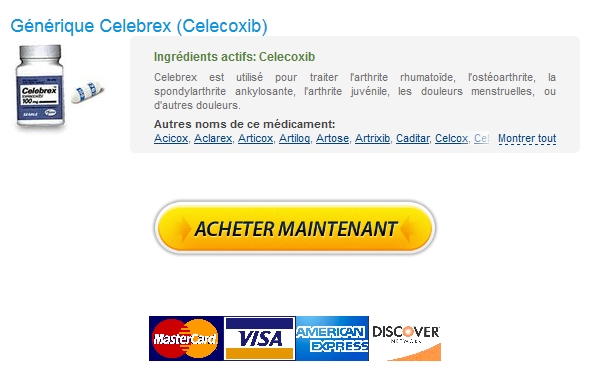 Générique Celebrex (Celecoxib)
Ingrédients actifs: Celecoxib
Celebrex est utilisé pour traiter l'arthrite rhumatoïde, l'ostéoarthrite, la
spondylarthrite ankylosante, l'arthrite juvénile, les douleurs menstruelles, ou
d'autres douleurs.
Autres noms de ce médicament:
Acicox, Aclarex, Articox, Artiloq, Artose, Artrixib, Caditar, Celcox, Cel Montrer tout
Celebrex
100 mg
SEARLE
Pfizer
ACHETER MAINTENANT
MasterCard
VISA
AMERICAN EXPRESS
DISCOVER
NETWORK